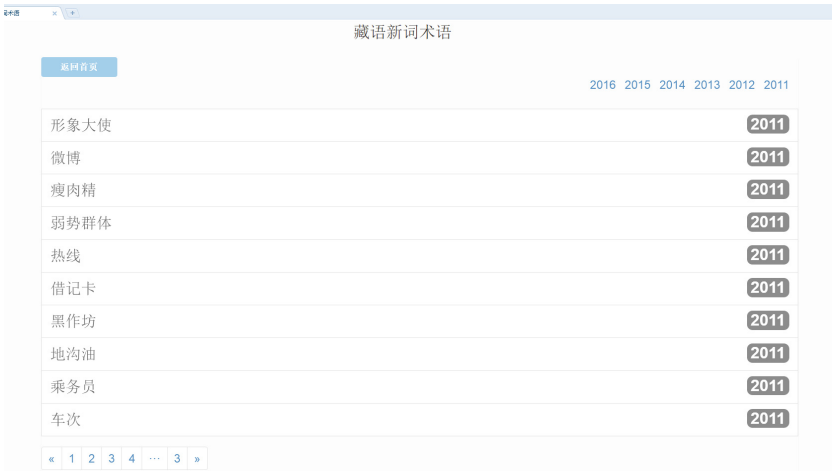 词术语 × +
藏语新词术语
返回首页
2016 2015 2014 2013 2012 2011
形象大使 2011
微博 2011
瘦肉精 2011
弱势群体 2011
热线 2011
借记卡 2011
黑作坊 2011
地沟油 2011
乘务员 2011
车次 2011
« 1 2 3 4 ... 3 »